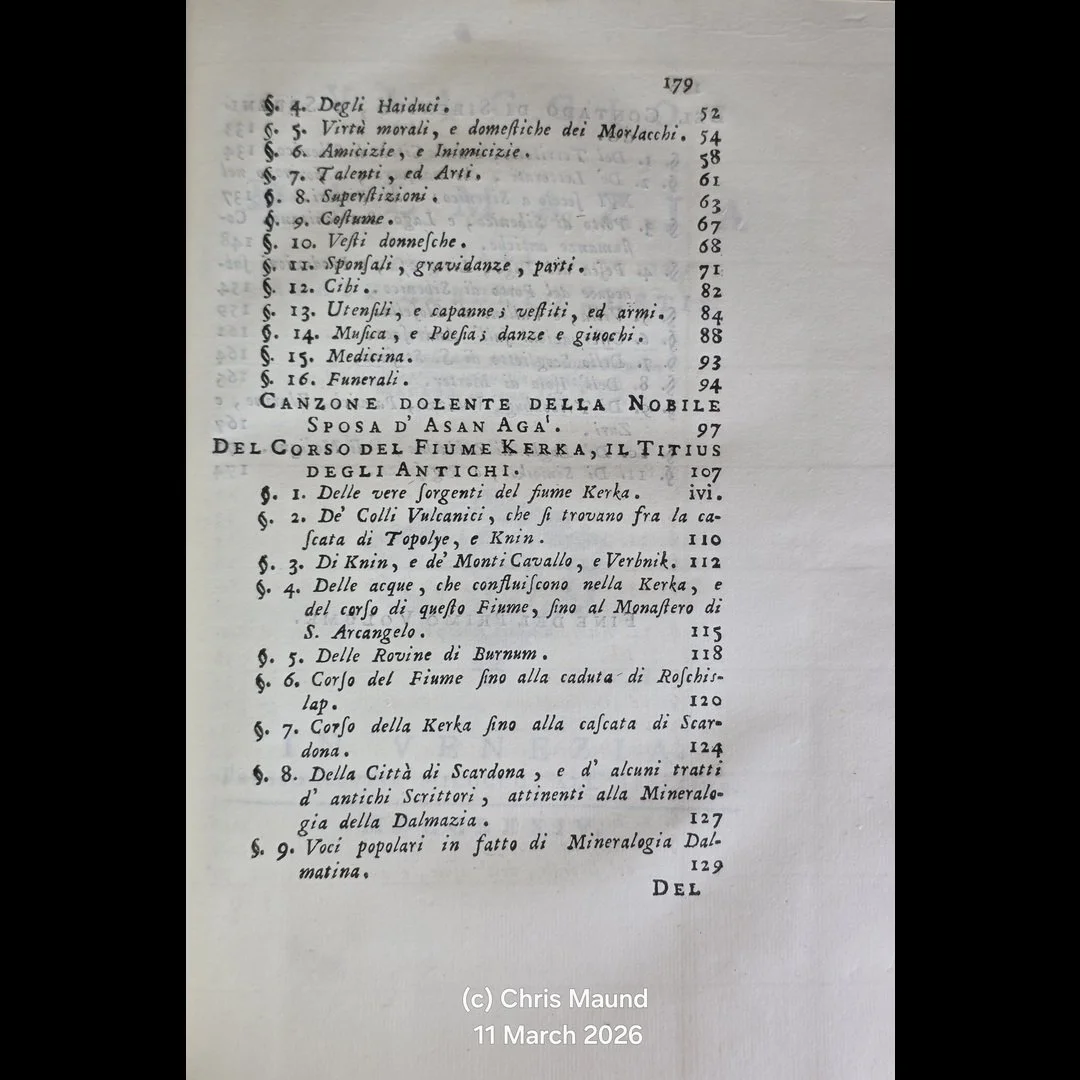 179
§. 4. Degli Haiduci. 52
§. 5. Virtù morali, e domeſtiche dei Morlacchi. 54
§. 6. Amicizie, e Inimicizie. 58
§. 7. Talenti, ed Arti. 61
§. 8. Superſtizioni. 63
§. 9. Coſtume. 67
§. 10. Veſti donneſche. 68
§. 11. Sponſali, gravidanze, parti. 71
§. 12. Cibi. 82
§. 13. Utenſili, e capanne; veſtiti, ed armi. 84
§. 14. Muſica, e Poeſia; danze e giuochi. 88
§. 15. Medicina. 93
§. 16. Funerali. 94
CANZONE DOLENTE DELLA NOBILE
SPOSA D' ASAN AGA'. 97
DEL CORSO DEL FIUME KERKA, IL TITIUS
DEGLI ANTICHI. 107
§. 1. Delle vere ſorgenti del fiume Kerka. ivi.
§. 2. De' Colli Vulcanici, che ſi trovano fra la ca-
ſcata di Topolye, e Knin. 110
§. 3. Di Knin, e de' Monti Cavallo, e Verbnik. 112
§. 4. Delle acque, che confluiſcono nella Kerka, e
del corſo di queſto Fiume, ſino al Monaſtero di
S. Arcangelo. 115
§. 5. Delle Rovine di Burnum. 118
§. 6. Corſo del Fiume ſino alla caduta di Roſchis-
lap. 120
§. 7. Corſo della Kerka ſino alla caſcata di Scar-
dona. 124
§. 8. Della Città di Scardona, e d' alcuni tratti
d' antichi Scrittori, attinenti alla Mineralo-
gia della Dalmazia. 127
§. 9. Voci popolari in fatto di Mineralogia Dal-
matina. 129
DEL
(c) Chris Maund
11 March 2026